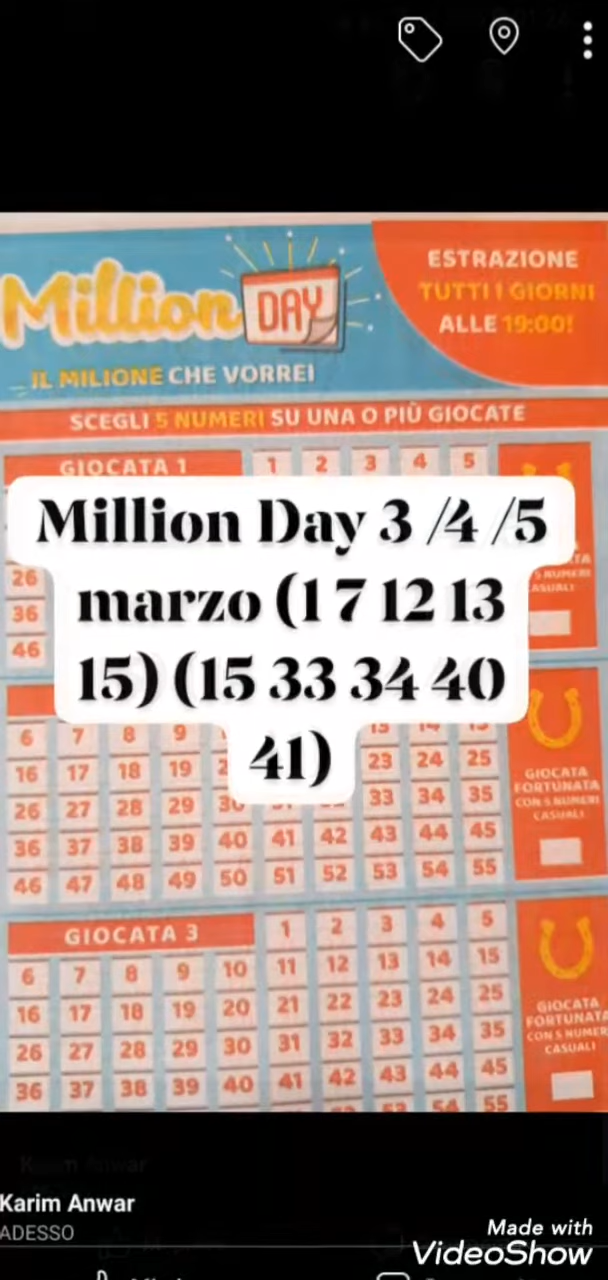 Million DAY
IL MILIONE CHE VORREI
ESTRAZIONE
TUTTI I GIORNI
ALLE 19:00!
SCEGLI 5 NUMERI SU UNA O PIÙ GIOCATE
GIOCATA 1 1 2 3 4 5
Million Day 3 /4 /5
marzo (1 7 12 13
15) (15 33 34 40
41)
26
36
46
6 7 8 9
16 17 18 19 23 24 25
26 27 28 29 30 33 34 35
36 37 38 39 40 41 42 43 44 45
46 47 48 49 50 51 52 53 54 55
GIOCATA
FORTUNATA
CON 5 NUMERI
CASUALI
GIOCATA 3 1 2 3 4 5
6 7 8 9 10 11 12 13 14 15
16 17 18 19 20 21 22 23 24 25
26 27 28 29 30 31 32 33 34 35
36 37 38 39 40 41 42 43 44 45
53 54 55
GIOCATA
FORTUNATA
CON 5 NUMERI
CASUALI
Karim Anwar
ADESSO
Made with
VideoShow